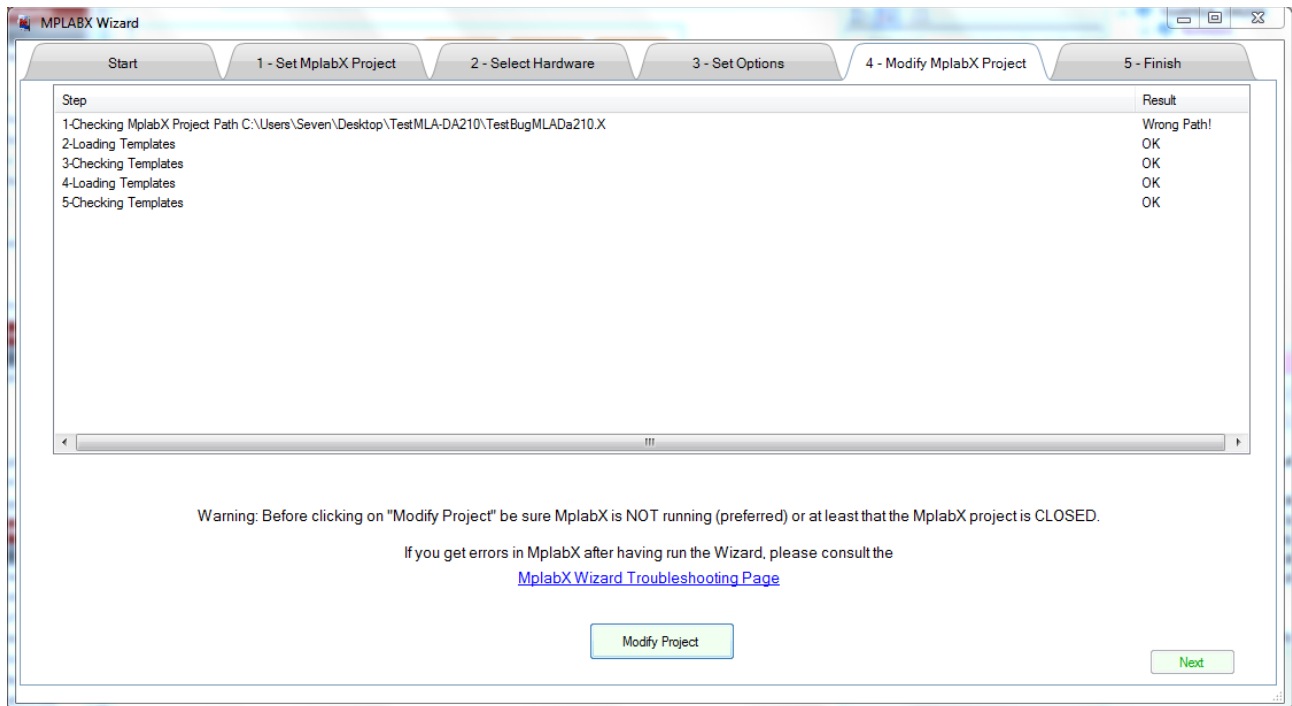 MPLABX Wizard
Start 1 - Set MplabX Project 2 - Select Hardware 3 - Set Options 4 - Modify MplabX Project 5 - Finish
Step Result
1-Checking MplabX Project Path C:\Users\Seven\Desktop\TestMLA-DA210\TestBugMLADa210.X Wrong Path!
2-Loading Templates OK
3-Checking Templates OK
4-Loading Templates OK
5-Checking Templates OK
Warning: Before clicking on "Modify Project" be sure MplabX is NOT running (preferred) or at least that the MplabX project is CLOSED.
If you get errors in MplabX after having run the Wizard, please consult the
MplabX Wizard Troubleshooting Page
Modify Project
Next